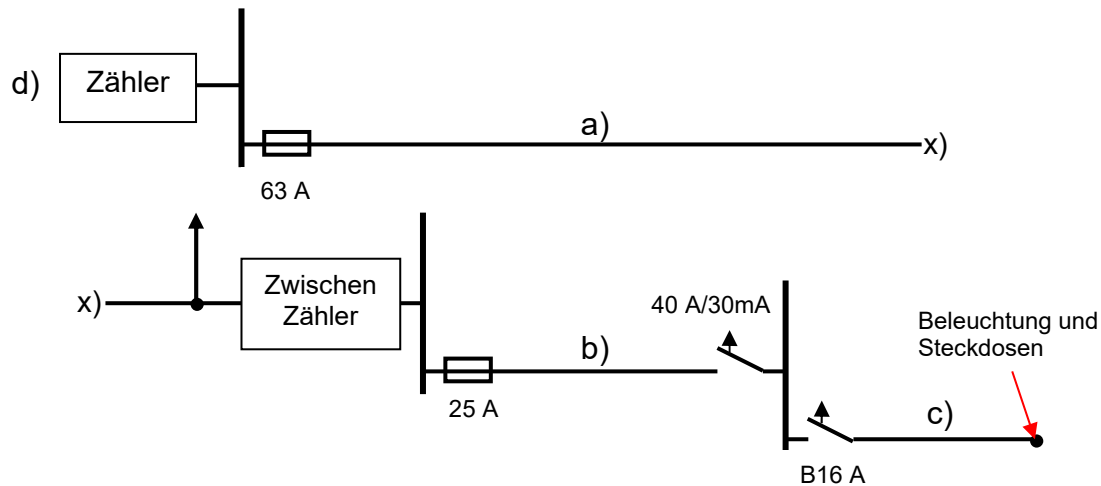 d)
Zähler
a)
x)
63 A
x)
Zwischen
Zähler
40 A/30mA
b)
25 A
Beleuchtung und
Steckdosen
c)
B16 A